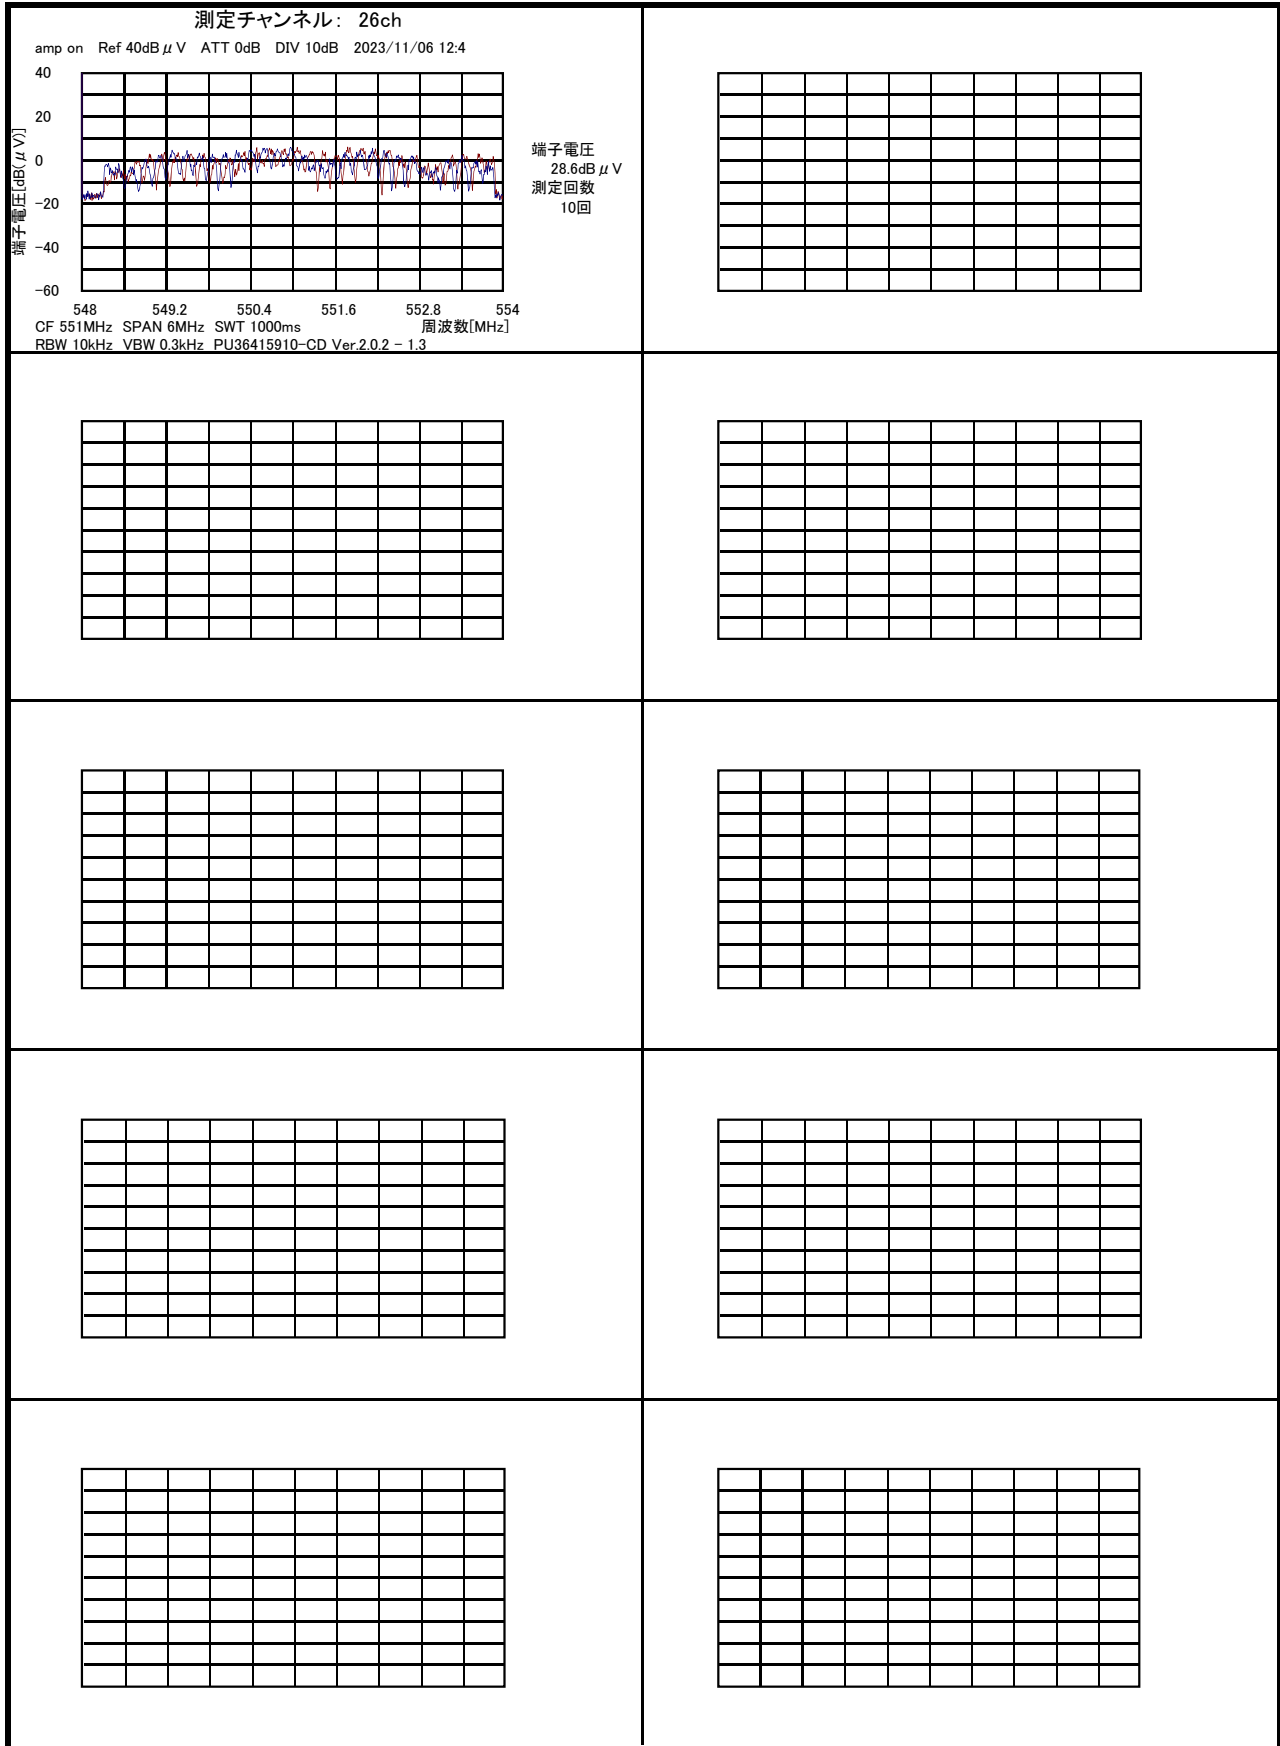 測定チャンネル： 26ch
amp on Ref 40dBμV ATT 0dB DIV 10dB 2023/11/06 12:4
40
20
0
-20
-40
-60
端子電圧[dB(μV)]
端子電圧
28.6dBμV
測定回数
10回
548 549.2 550.4 551.6 552.8 554
CF 551MHz SPAN 6MHz SWT 1000ms 周波数[MHz]
RBW 10kHz VBW 0.3kHz PU36415910-CD Ver.2.0.2 - 1.3